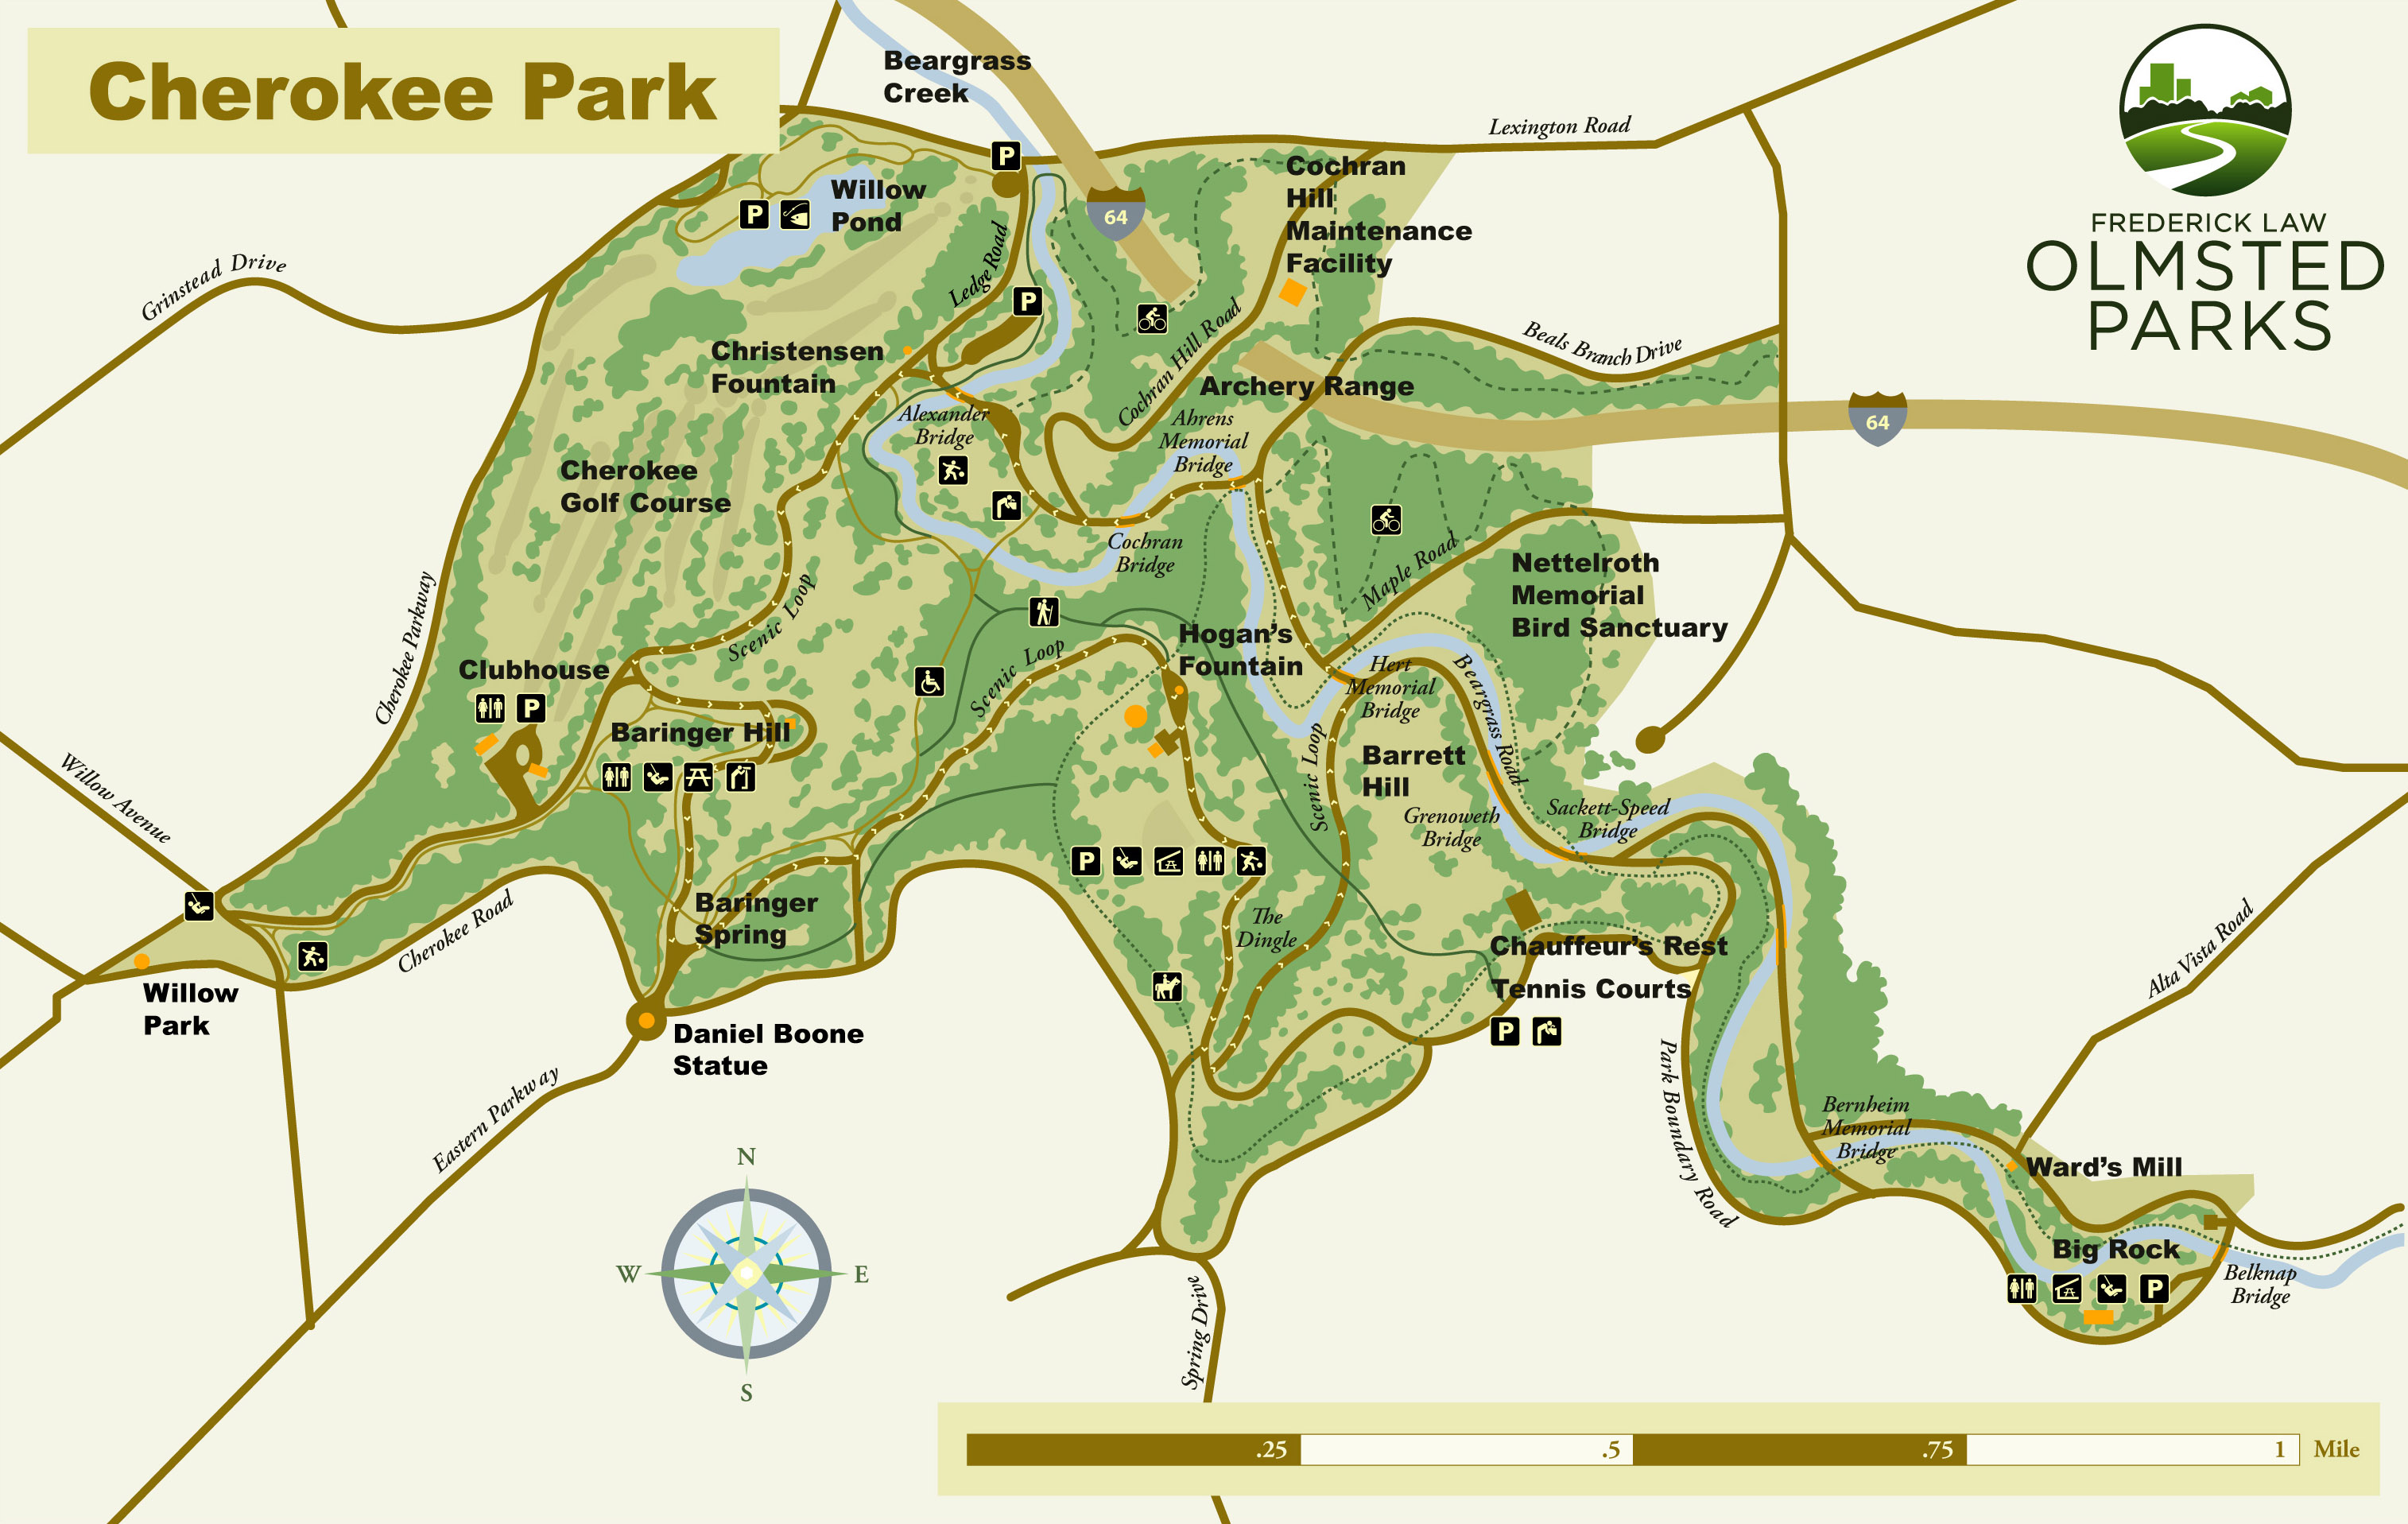 Cherokee Park
Beargrass
Creek
Lexington Road
FREDERICK LAW
OLMSTED
PARKS
P
Willow
Pond
P
64
Cochran
Hill
Maintenance
Facility
Grinstead Drive
Ledge Road
P
Cochran Hill Road
Beals Branch Drive
Christensen
Fountain
Archery Range
64
Alexander
Bridge
Ahrens
Memorial
Bridge
Cherokee
Golf Course
Cochran
Bridge
Maple Road
Nettelroth
Memorial
Bird Sanctuary
Cherokee Parkway
Scenic Loop
Hogan's
Fountain
Scenic Loop
Hert
Memorial
Bridge
Beargrass Road
Clubhouse
P
Baringer Hill
Scenic Loop
Barrett
Hill
Willow Avenue
Grenoweth
Bridge
Sackett-Speed
Bridge
P
Baringer
Spring
The
Dingle
Cherokee Road
Chauffeur's Rest
Tennis Courts
P
Alta Vista Road
Willow
Park
Daniel Boone
Statue
Eastern Parkway
Park Boundary Road
Bernheim
Memorial
Bridge
Ward's Mill
Big Rock
P
Belknap
Bridge
N
W
E
S
Spring Drive
.25
.5
.75
1
Mile